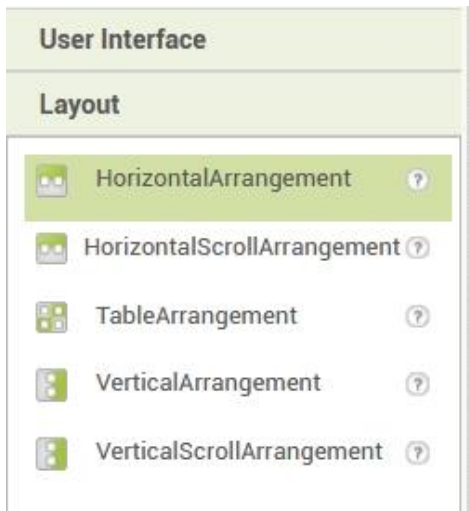 User Interface
Layout
HorizontalArrangement ?
HorizontalScrollArrangement ?
TableArrangement ?
VerticalArrangement ?
VerticalScrollArrangement ?